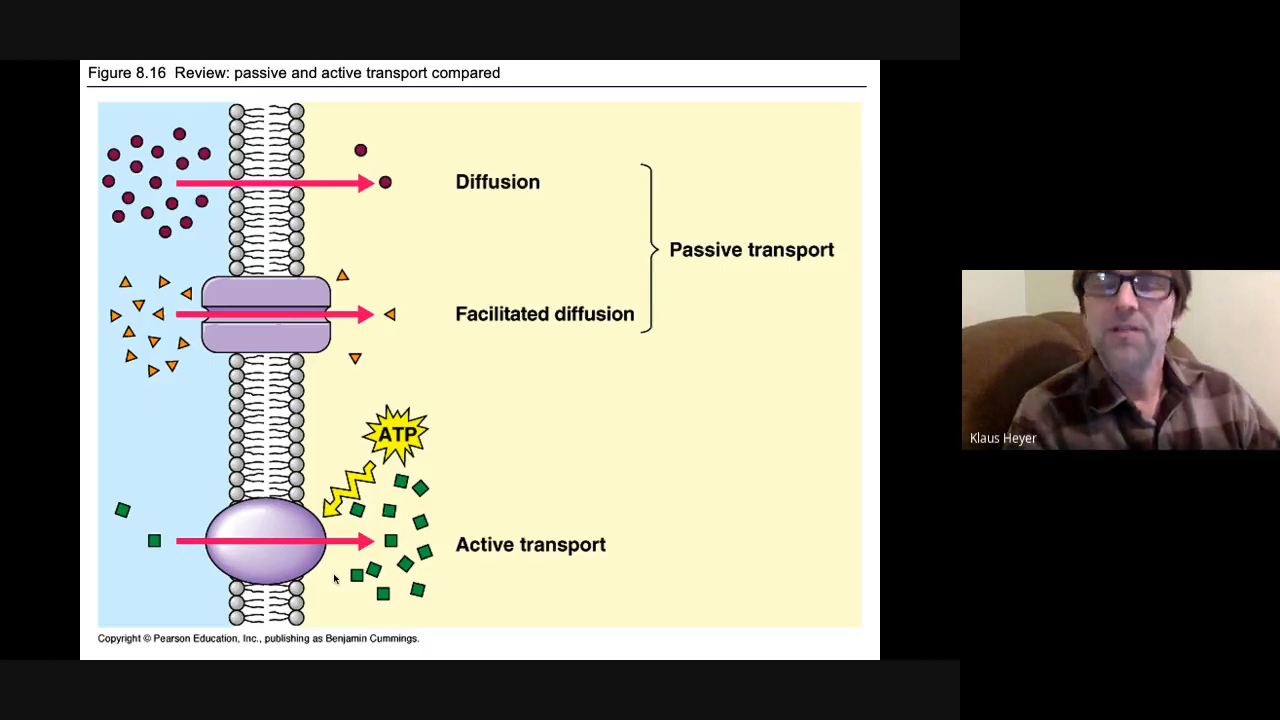 Figure 8.16  Review: passive and active transport compared
Diffusion
Passive transport
Facilitated diffusion
ATP
Active transport
Copyright © Pearson Education, Inc., publishing as Benjamin Cummings.
Klaus Heyer